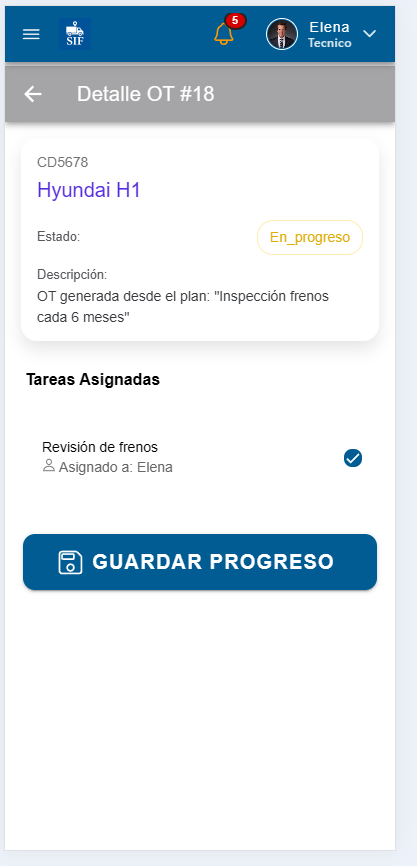 SIF
5
Elena
Tecnico
Detalle OT #18
CD5678
Hyundai H1
Estado:
En_progreso
Descripción:
OT generada desde el plan: "Inspección frenos
cada 6 meses"
Tareas Asignadas
Revisión de frenos
Asignado a: Elena
GUARDAR PROGRESO